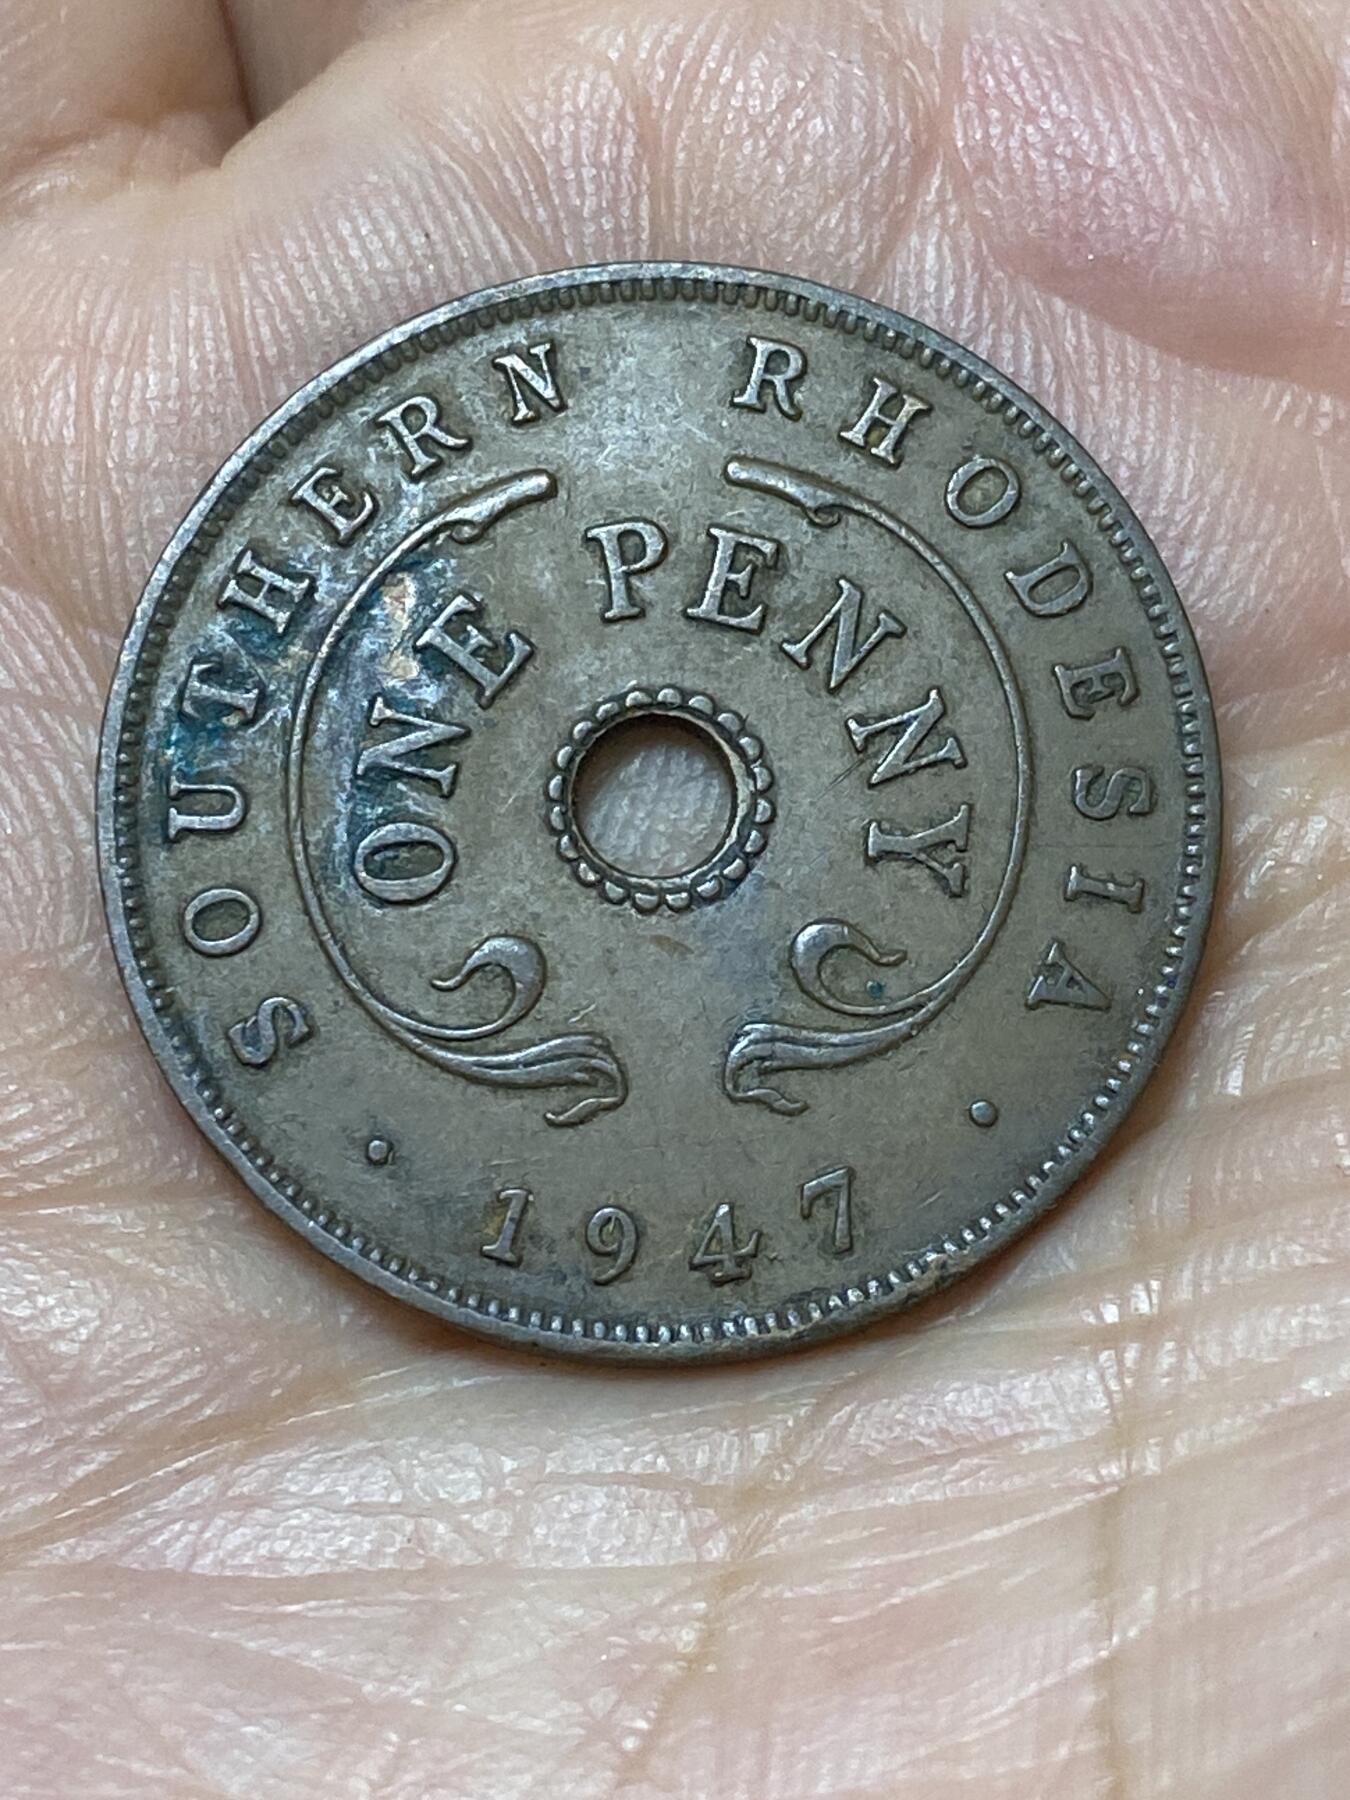 SOUTHERN RHODESIA
ONE PENNY
· 1947 ·